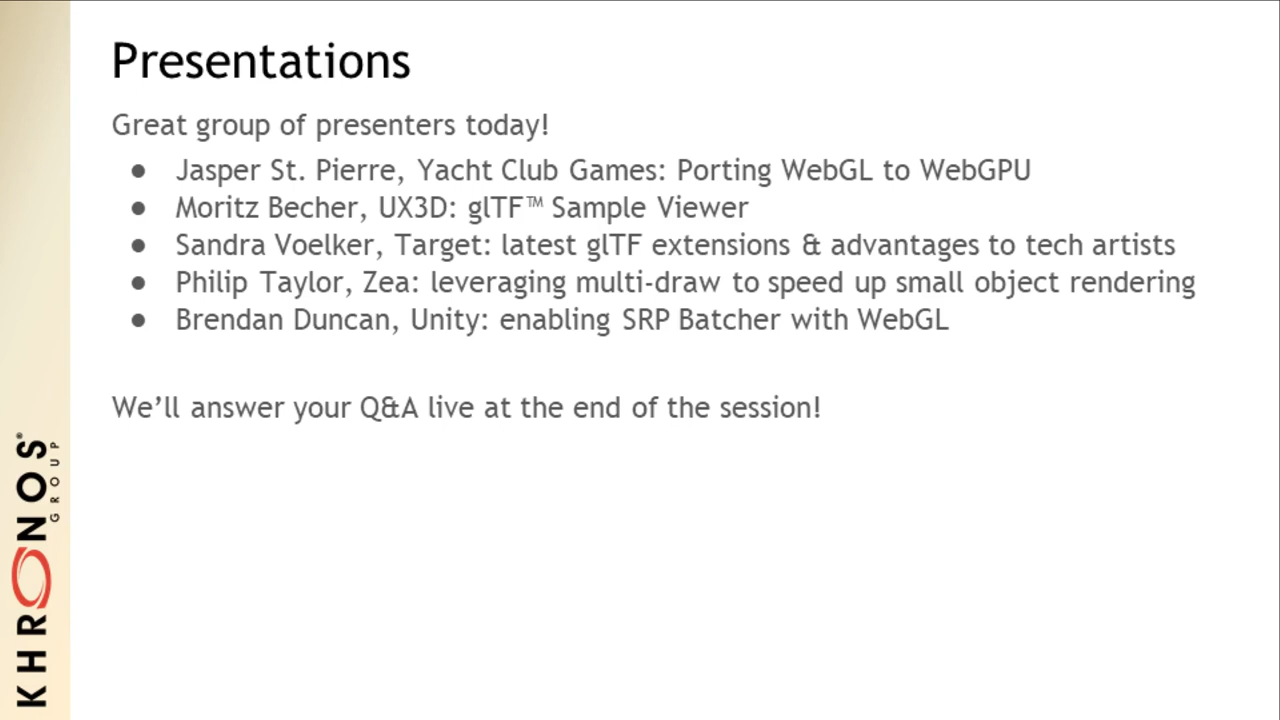 Presentations
Great group of presenters today!
● Jasper St. Pierre, Yacht Club Games: Porting WebGL to WebGPU
● Moritz Becher, UX3D: glTF™ Sample Viewer
● Sandra Voelker, Target: latest glTF extensions & advantages to tech artists
● Philip Taylor, Zea: leveraging multi-draw to speed up small object rendering
● Brendan Duncan, Unity: enabling SRP Batcher with WebGL
We’ll answer your Q&A live at the end of the session!
KHRONOS®
GROUP